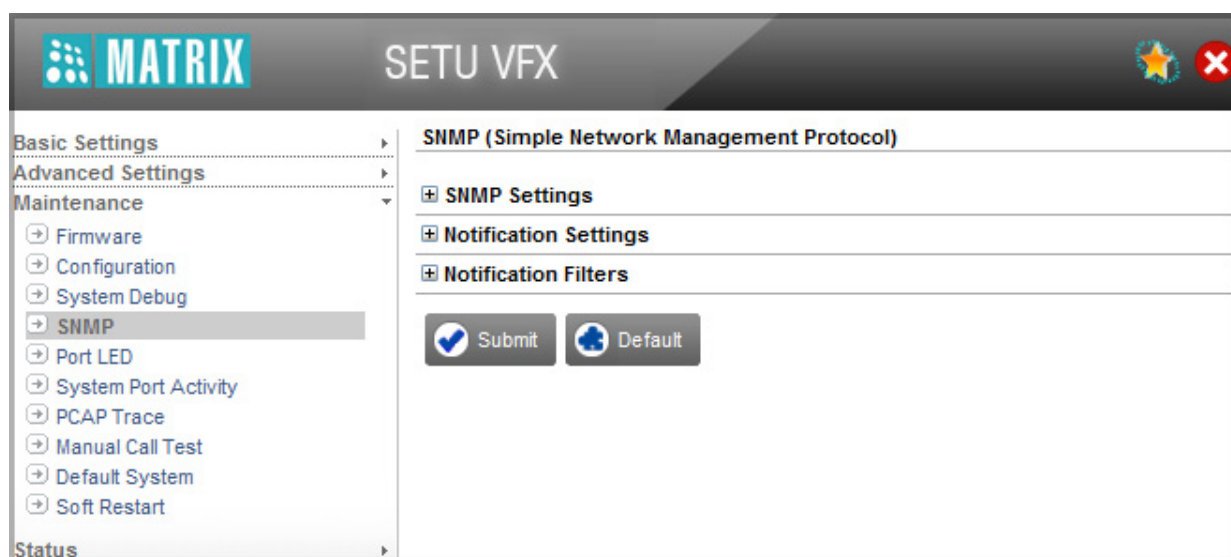 MATRIX
SETU VFX
Basic Settings
Advanced Settings
Maintenance
Firmware
Configuration
System Debug
SNMP
Port LED
System Port Activity
PCAP Trace
Manual Call Test
Default System
Soft Restart
Status
SNMP (Simple Network Management Protocol)
SNMP Settings
Notification Settings
Notification Filters
Submit
Default